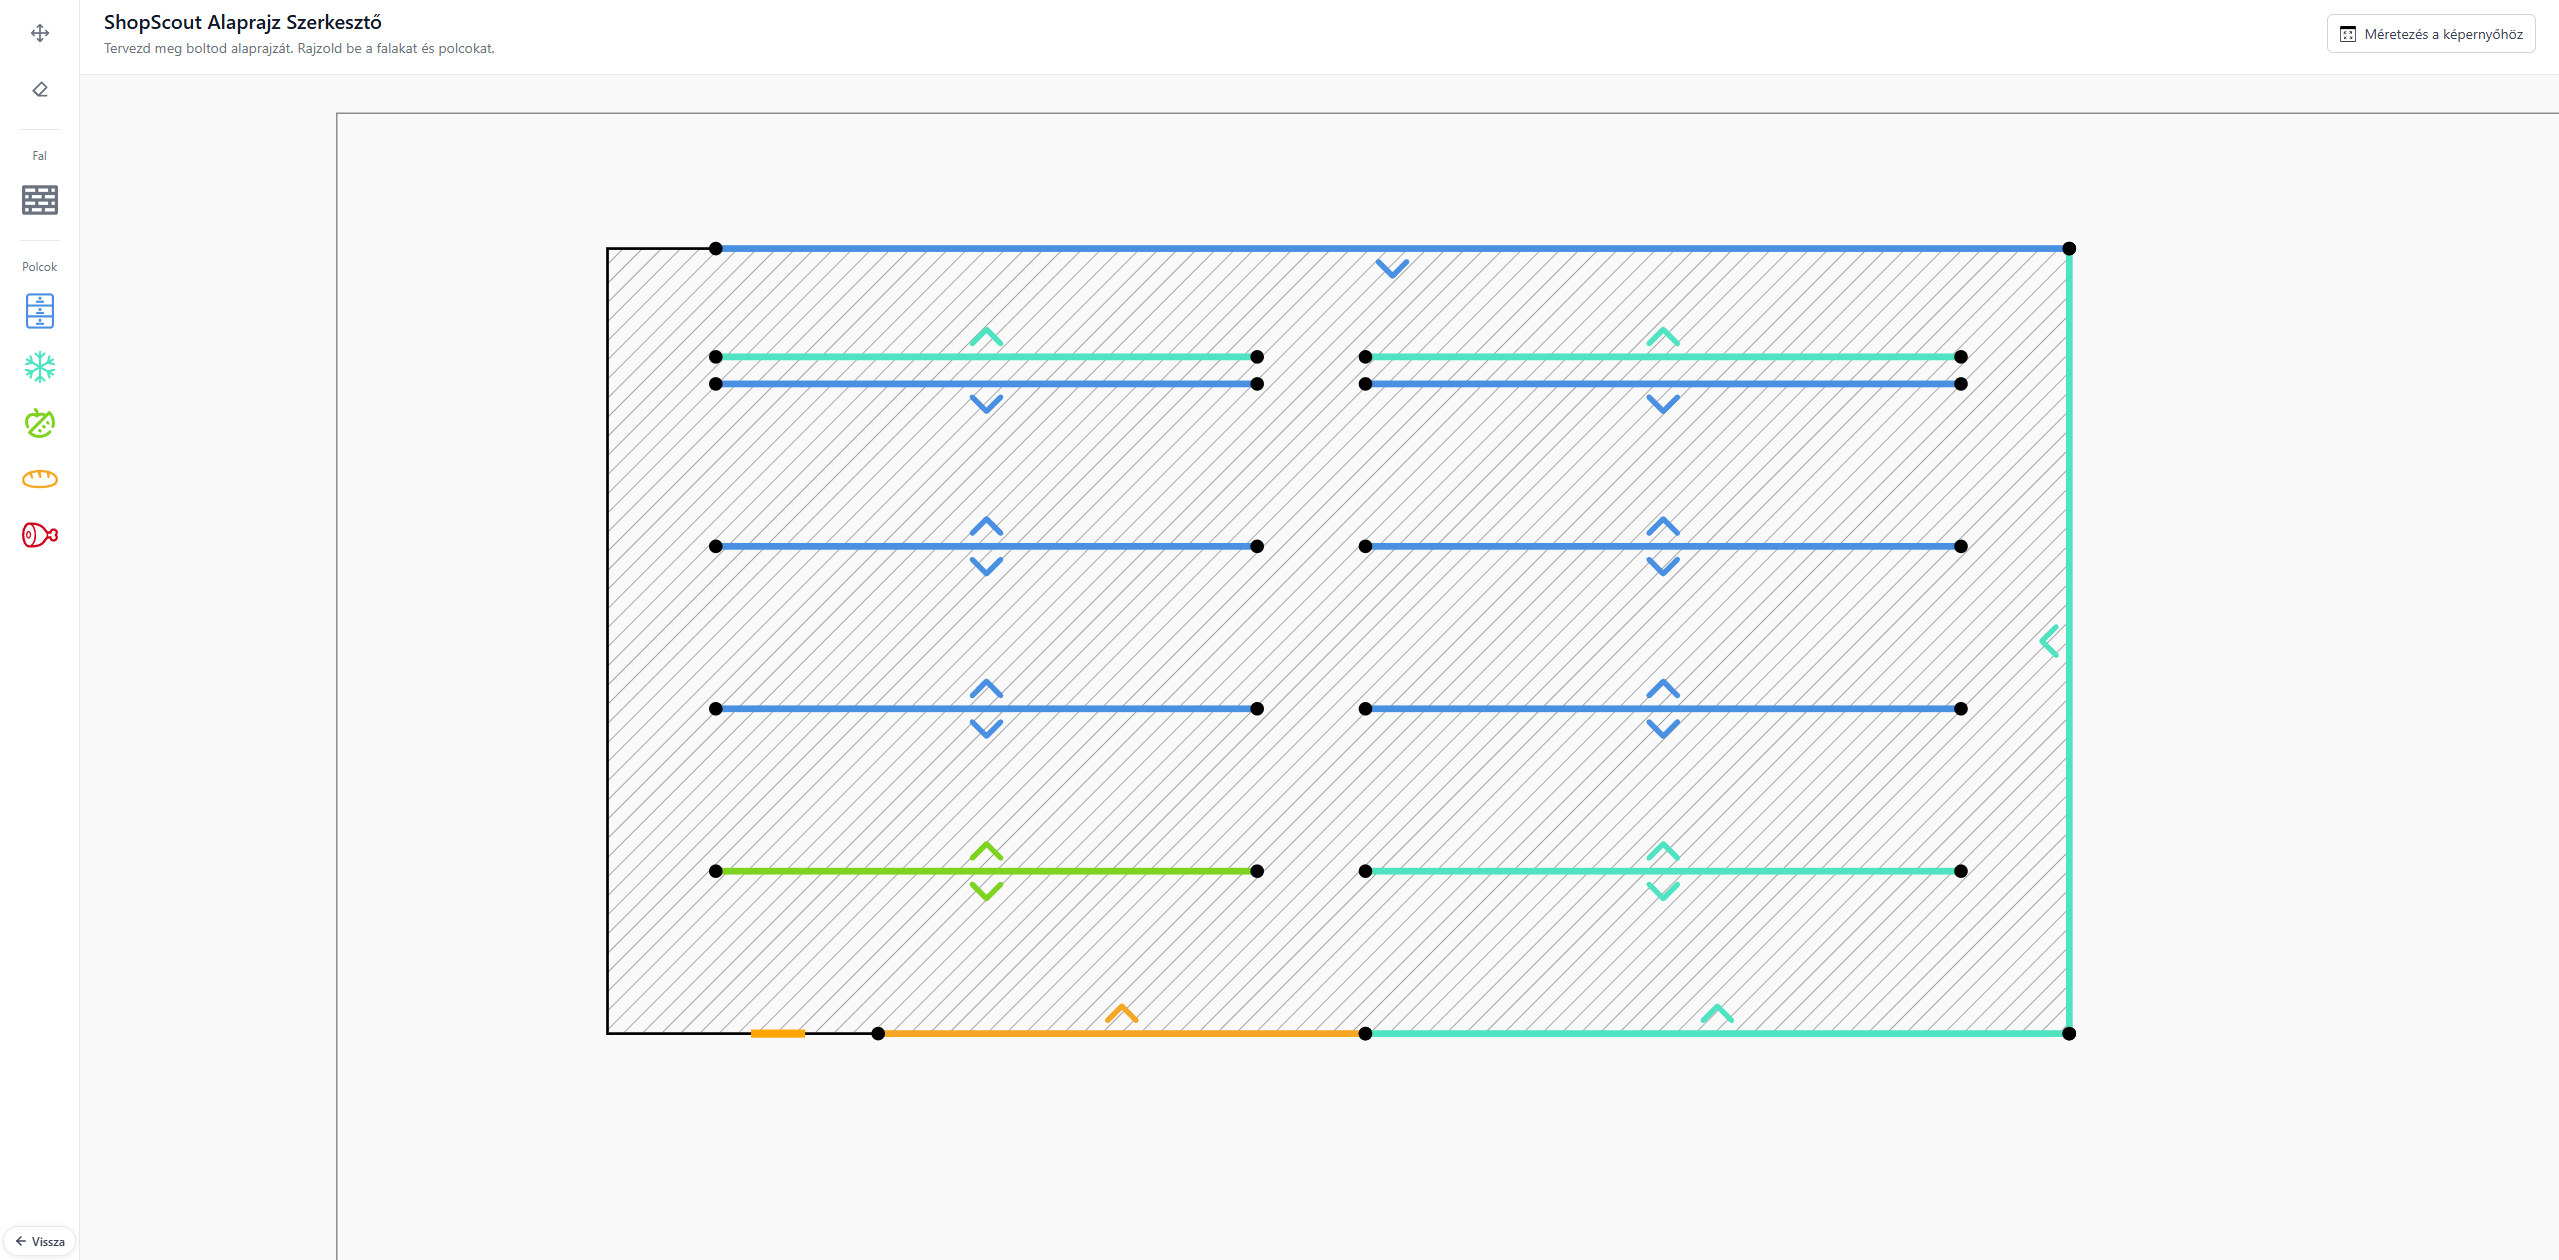 ShopScout Alaprajz Szerkesztő
Tervezd meg boltod alaprajzát. Rajzold be a falakat és polcokat.
Méretezés a képernyőhöz
Fal
Polcok
Vissza